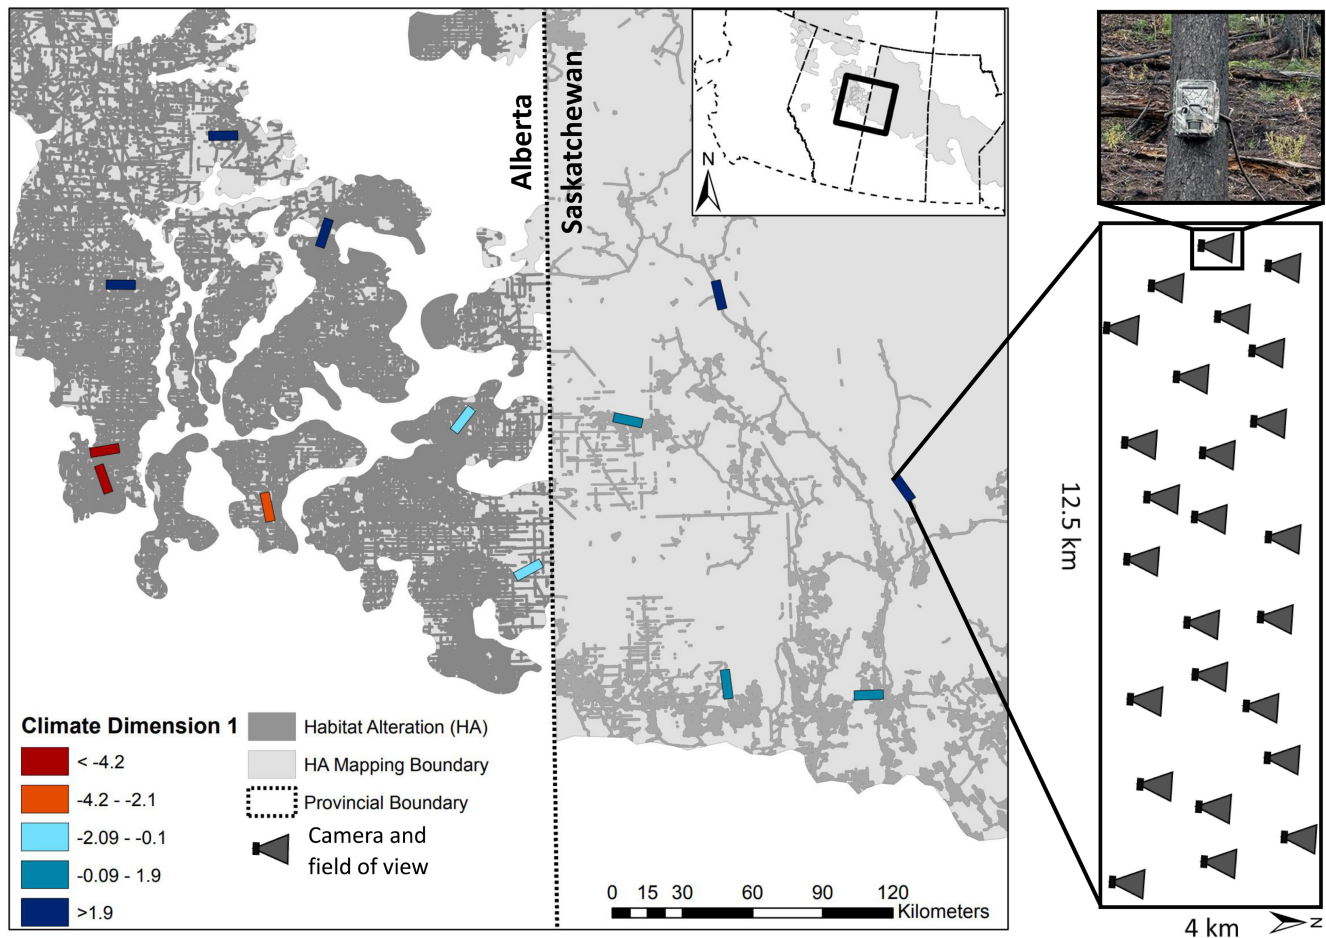 Alberta
Saskatchewan
N
12.5 km
4 km
N
Climate Dimension 1
< -4.2
-4.2 - -2.1
-2.09 - -0.1
-0.09 - 1.9
>1.9
Habitat Alteration (HA)
HA Mapping Boundary
Provincial Boundary
Camera and
field of view
0 15 30 60 90 120
Kilometers